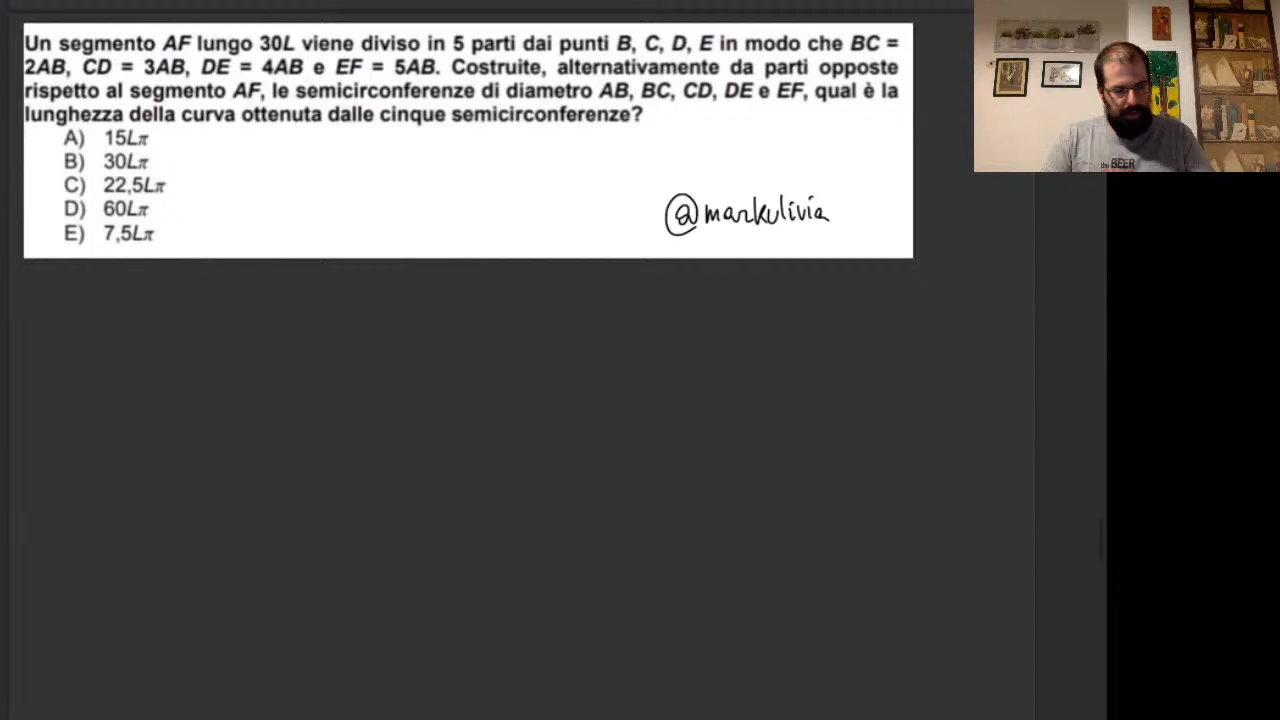 Un segmento AF lungo 30L viene diviso in 5 parti dai punti B, C, D, E in modo che BC =
2AB, CD = 3AB, DE = 4AB e EF = 5AB. Costruite, alternativamente da parti opposte
rispetto al segmento AF, le semicirconferenze di diametro AB, BC, CD, DE e EF, qual è la
lunghezza della curva ottenuta dalle cinque semicirconferenze?
A) 15Lπ
B) 30Lπ
C) 22,5Lπ
D) 60Lπ
E) 7,5Lπ
@markulivia
the BEER